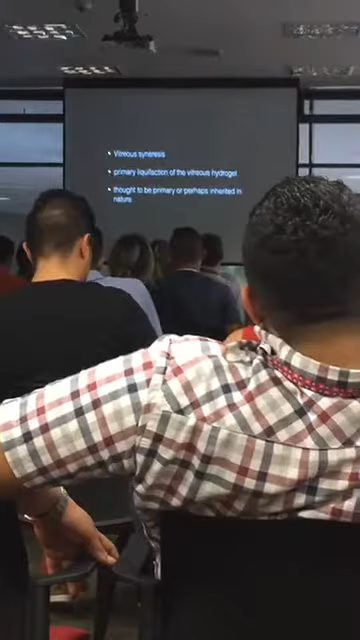 Vitreous syneresis
primary liquifaction of the vitreous hydrogel
thought to be primary or perhaps inherited in
nature